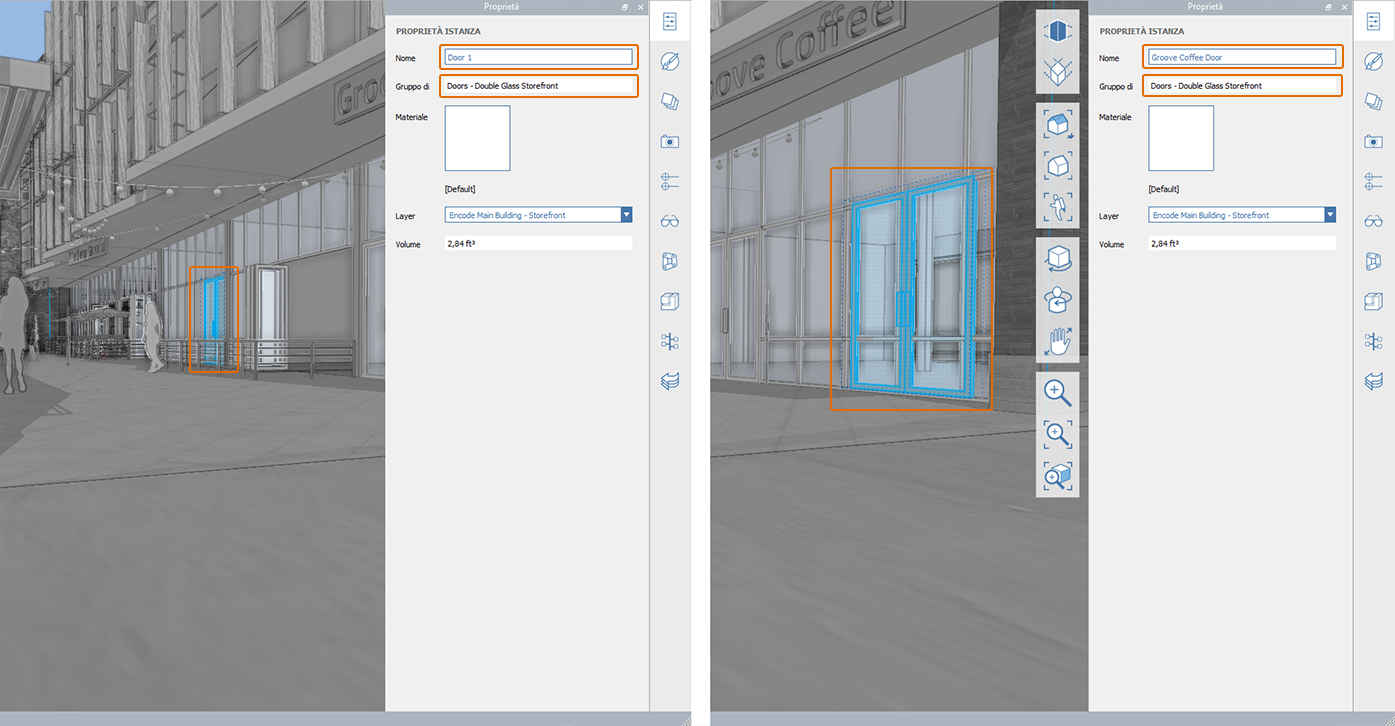 Proprietà
PROPRIETÀ ISTANZA
Nome
Door 1
Gruppo di
Doors - Double Glass Storefront
Materiale
[Default]
Layer
Encode Main Building - Storefront
Volume
2,84 ft³
Groo
Groove Coffee
Proprietà
PROPRIETÀ ISTANZA
Nome
Groove Coffee Door
Gruppo di
Doors - Double Glass Storefront
Materiale
[Default]
Layer
Encode Main Building - Storefront
Volume
2,84 ft³